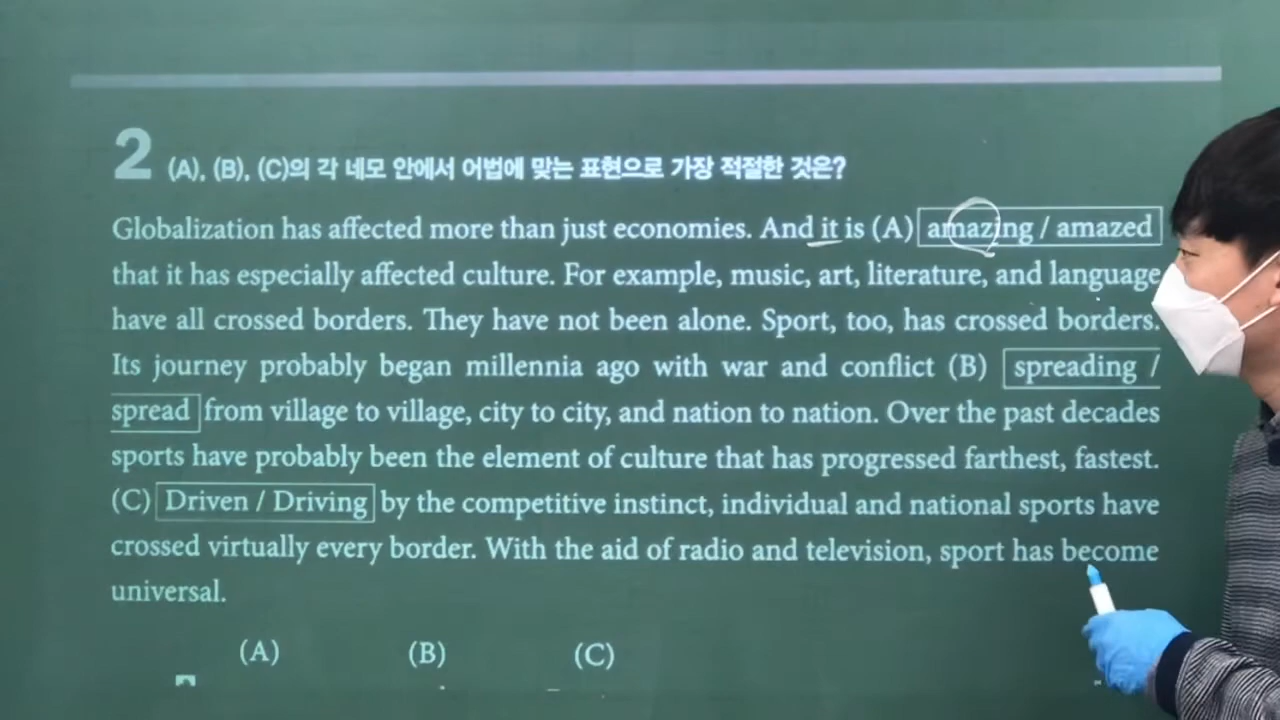 2 (A), (B), (C)의 각 네모 안에서 어법에 맞는 표현으로 가장 적절한 것은?
Globalization has affected more than just economies. And it is (A) amazing / amazed
that it has especially affected culture. For example, music, art, literature, and language
have all crossed borders. They have not been alone. Sport, too, has crossed borders.
Its journey probably began millennia ago with war and conflict (B) spreading /
spread from village to village, city to city, and nation to nation. Over the past decades
sports have probably been the element of culture that has progressed farthest, fastest.
(C) Driven / Driving by the competitive instinct, individual and national sports have
crossed virtually every border. With the aid of radio and television, sport has become
universal.
(A) (B) (C)